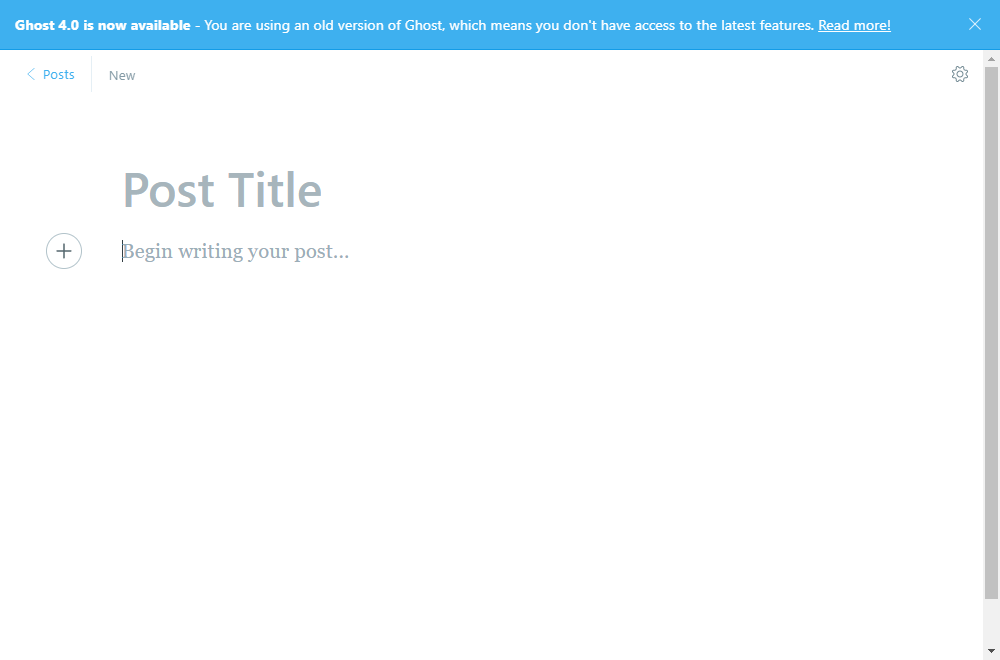 Ghost 4.0 is now available - You are using an old version of Ghost, which means you don't have access to the latest features. Read more!
Posts
New
Post Title
Begin writing your post...